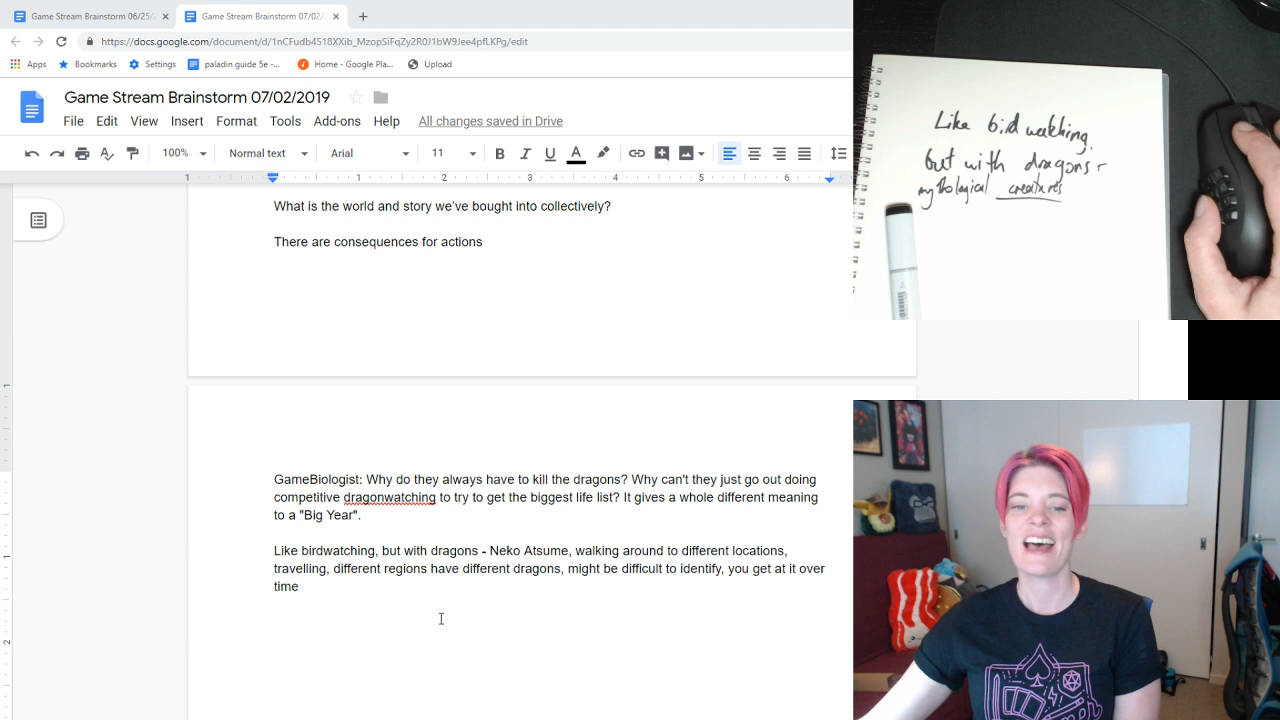 Game Stream Brainstorm 06/25/
Game Stream Brainstorm 07/02/
https://docs.google.com/document/d/1nCFudb4518XXib_MzopSiFqZy2R0J1bW9Jee4pfLKPg/edit
Apps Bookmarks Settings paladin guide 5e -... Home - Google Pla... Upload
Game Stream Brainstorm 07/02/2019
File Edit View Insert Format Tools Add-ons Help All changes saved in Drive
100% Normal text Arial 11 B I U A
1 1 2 3 4 5 6
What is the world and story we've bought into collectively?
There are consequences for actions
GameBiologist: Why do they always have to kill the dragons? Why can't they just go out doing
competitive dragonwatching to try to get the biggest life list? It gives a whole different meaning
to a "Big Year".
Like birdwatching, but with dragons - Neko Atsume, walking around to different locations,
travelling, different regions have different dragons, might be difficult to identify, you get at it over
time
Like bird watching,
but with dragons -
mythological creatures